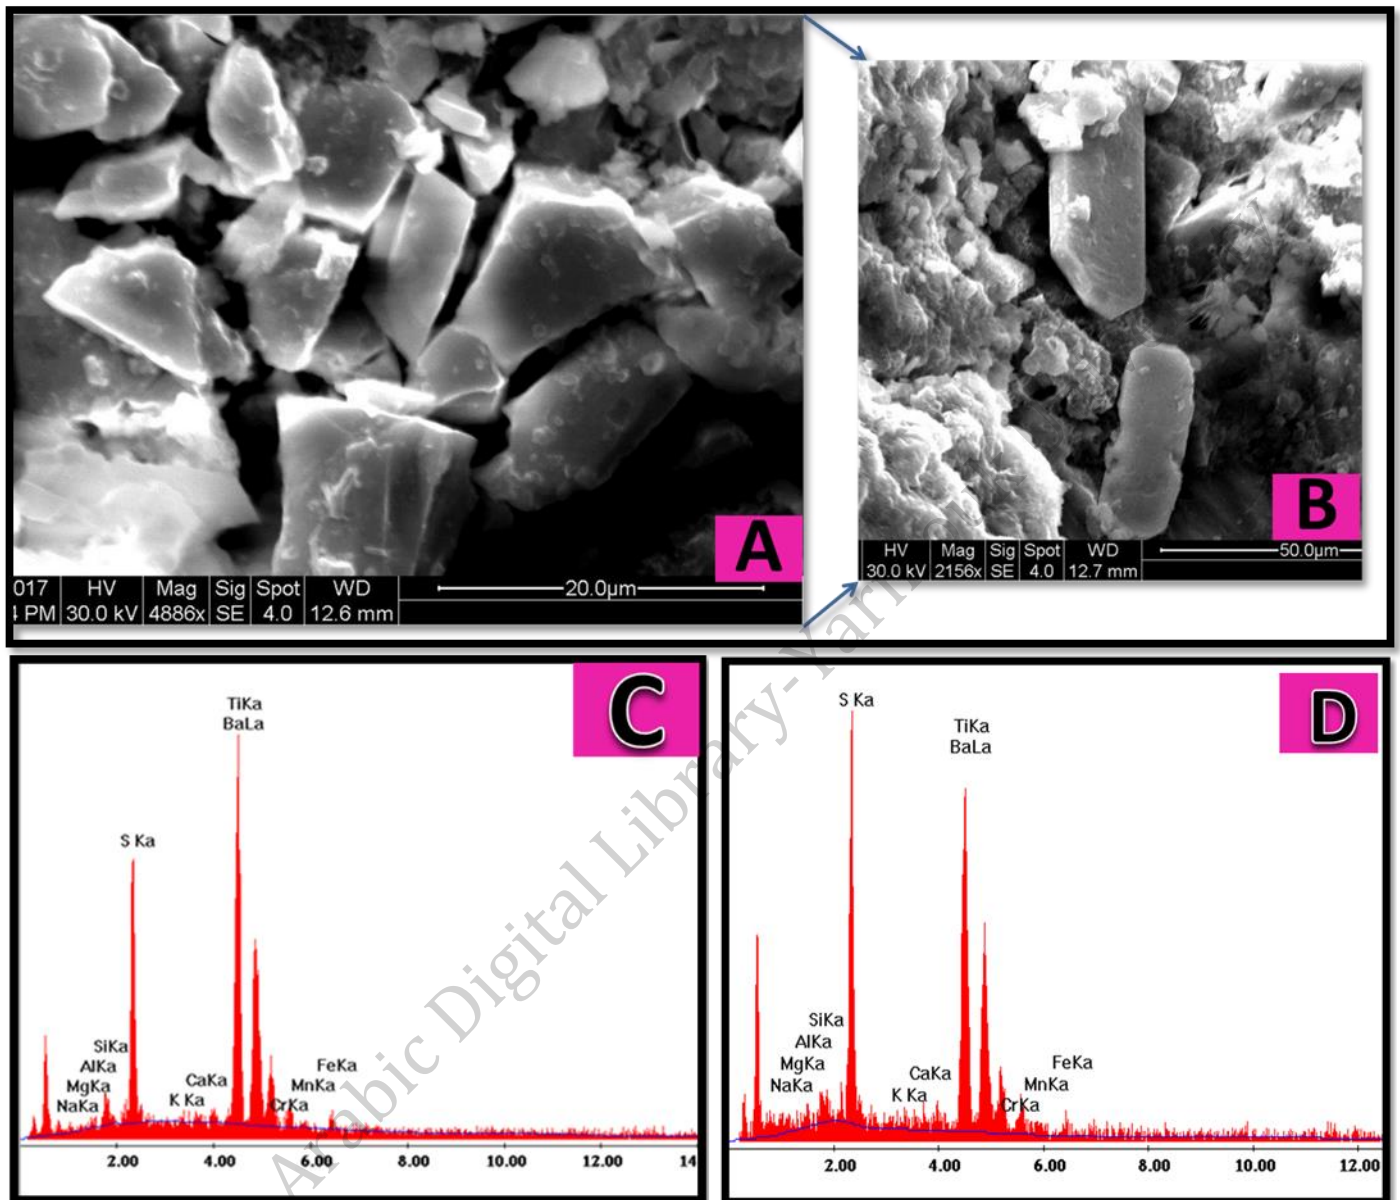 A
017 HV Mag Sig Spot WD
4 PM 30.0 kV 4886x SE 4.0 12.6 mm
20.0µm
B
HV Mag Sig Spot WD
30.0 kV 2156x SE 4.0 12.7 mm
50.0µm
C
TiKa
BaLa
S Ka
SiKa
AlKa
MgKa
NaKa
CaKa
K Ka
FeKa
MnKa
CrKa
2.00 4.00 6.00 8.00 10.00 12.00 14
D
S Ka
TiKa
BaLa
SiKa
AlKa
MgKa
NaKa
CaKa
K Ka
FeKa
MnKa
CrKa
2.00 4.00 6.00 8.00 10.00 12.00
Arabic Digital Library-Yarm